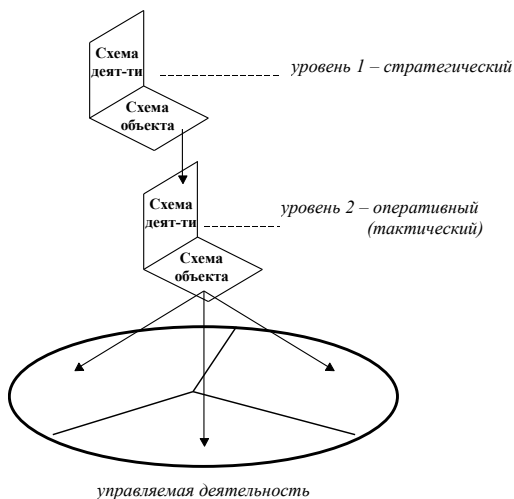 Схема
деят-ти
уровень 1 – стратегический
Схема
объекта
Схема
деят-ти
уровень 2 – оперативный
(тактический)
Схема
объекта
управляемая деятельность